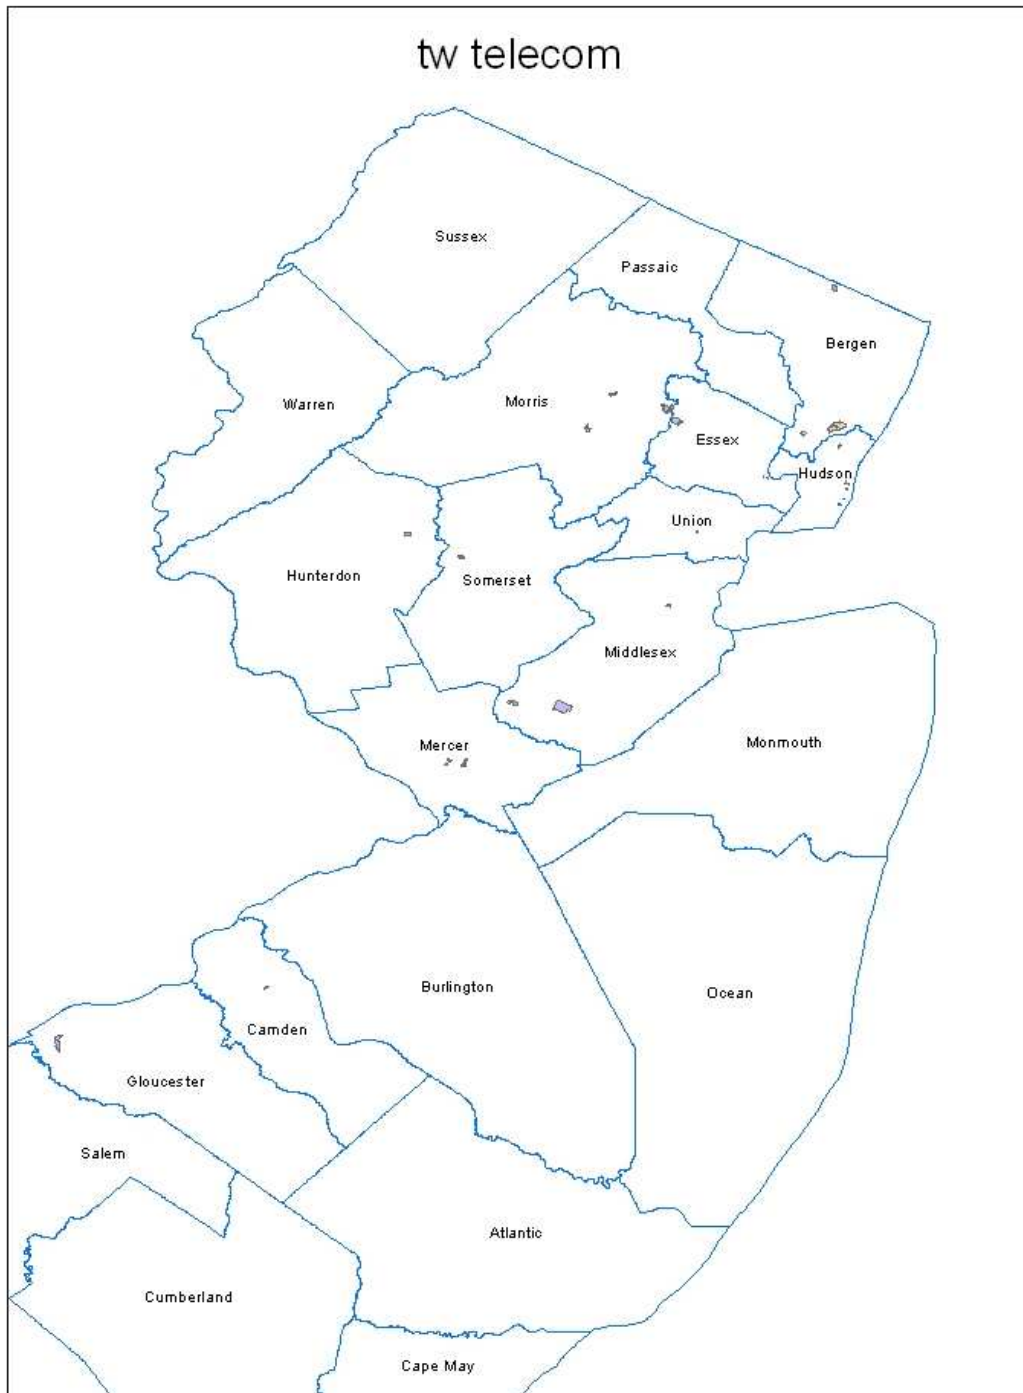 tw telecom
Sussex
Passaic
Bergen
Warren
Morris
Essex
Hudson
Union
Hunterdon
Somerset
Middlesex
Mercer
Monmouth
Burlington
Ocean
Camden
Gloucester
Salem
Atlantic
Cumberland
Cape May